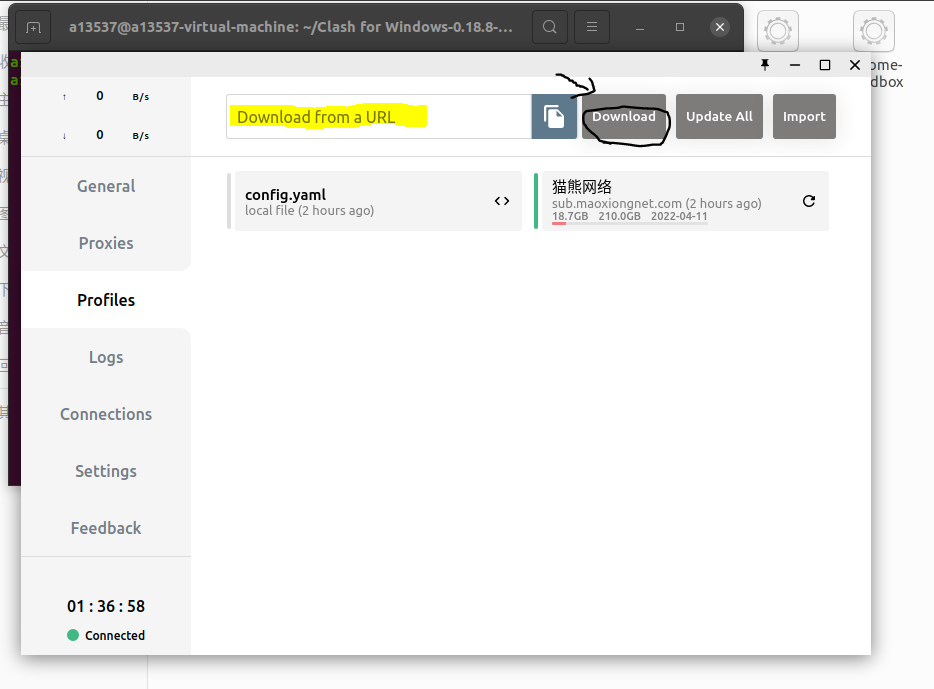 a13537@a13537-virtual-machine: ~/Clash for Windows-0.18.8-...
ome-
dbox
↑ 0 B/s
↓ 0 B/s
Download from a URL
Download
Update All
Import
General
Proxies
Profiles
Logs
Connections
Settings
Feedback
config.yaml
local file (2 hours ago)
猫熊网络
sub.maoxiongnet.com (2 hours ago)
18.7GB 210.0GB 2022-04-11
01 : 36 : 58
Connected